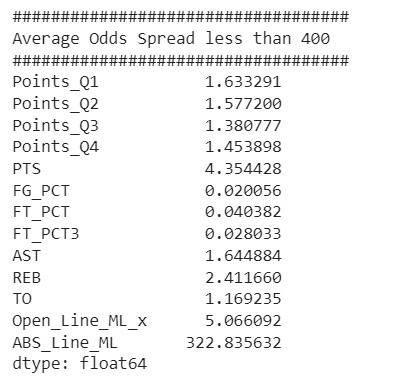 ###################################
Average Odds Spread less than 400
###################################
Points_Q1 1.633291
Points_Q2 1.577200
Points_Q3 1.380777
Points_Q4 1.453898
PTS 4.354428
FG_PCT 0.020056
FT_PCT 0.040382
FT_PCT3 0.028033
AST 1.644884
REB 2.411660
TO 1.169235
Open_Line_ML_x 5.066092
ABS_Line_ML 322.835632
dtype: float64